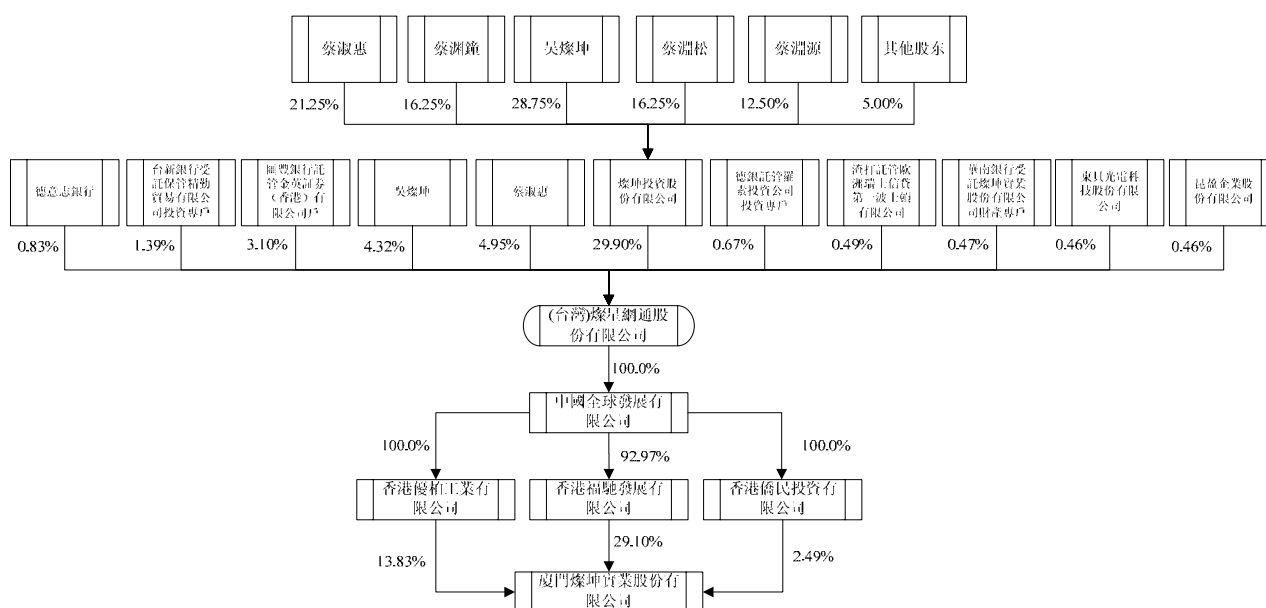 蔡淑惠
蔡渊鐘
吴燦坤
蔡淵松
蔡淵源
其他股东
21.25%
16.25%
28.75%
16.25%
12.50%
5.00%
德意志銀行
台新銀行受
託保管精勤
貿易有限公
司投資專戶
匯豐銀行託
管金英証券
（香港）有
限公司戶
吳燦坤
蔡淑惠
燦坤投資股
份有限公司
德銀託管羅
素投資公司
投資專戶
渣打託管歐
洲瑞士信貸
第一波士頓
有限公司
華南銀行受
託燦坤實業
股份有限公
司財產專戶
東貝光電科
技股份有限
公司
昆盈企業股
份有限公司
0.83%
1.39%
3.10%
4.32%
4.95%
29.90%
0.67%
0.49%
0.47%
0.46%
0.46%
(台灣)燦星網通股
份有限公司
100.0%
中國全球發展有
限公司
100.0%
92.97%
100.0%
香港優柏工業有
限公司
香港福馳發展有
限公司
香港僑民投資有
限公司
13.83%
29.10%
2.49%
廈門燦坤實業股份有
限公司